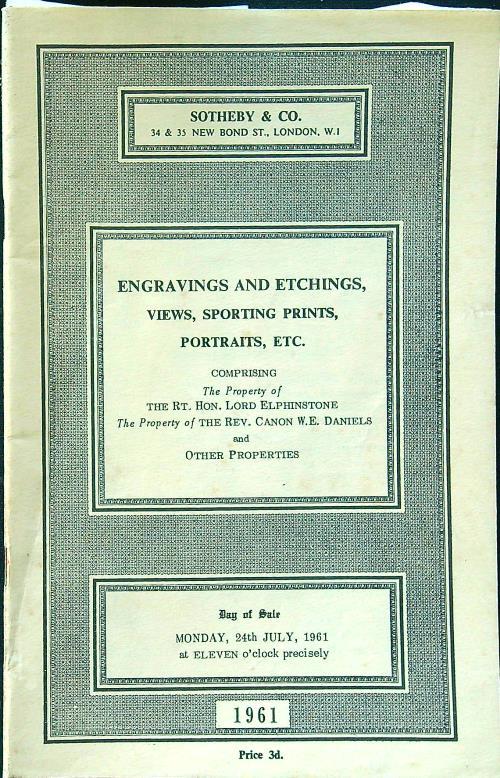 SOTHEBY & CO.
34 & 35 NEW BOND ST., LONDON, W.1
ENGRAVINGS AND ETCHINGS,
VIEWS, SPORTING PRINTS,
PORTRAITS, ETC.
COMPRISING
The Property of
THE RT. HON. LORD ELPHINSTONE
The Property of THE REV. CANON W.E. DANIELS
and
OTHER PROPERTIES
Day of Sale
MONDAY, 24th JULY, 1961
at ELEVEN o'clock precisely
1961
Price 3d.